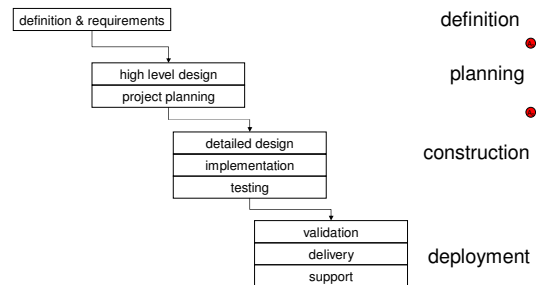 definition & requirements
definition
high level design
project planning
planning
detailed design
implementation
testing
construction
validation
delivery
support
deployment